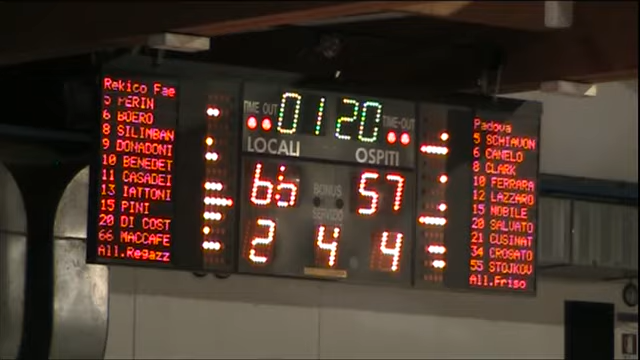 Rekico Fae
5 PERIN
6 BOERO
8 SILIMBAN
9 DONADONI
10 BENEDET
11 CASADEI
13 IATTONI
15 PINI
20 DI COST
66 MACCAFE
All.Regazz
TIME OUT
01 20
TIME-OUT
LOCALI
OSPITI
BONUS
57
SERVIZIO
2
4
4
Padova
5 SCHIAVON
6 CANELO
8 CLARK
10 FERRARA
12 LAZZARO
15 NOBILE
20 SALVATO
21 CUSINAT
34 CROSATO
55 STOJKOV
All.Friso